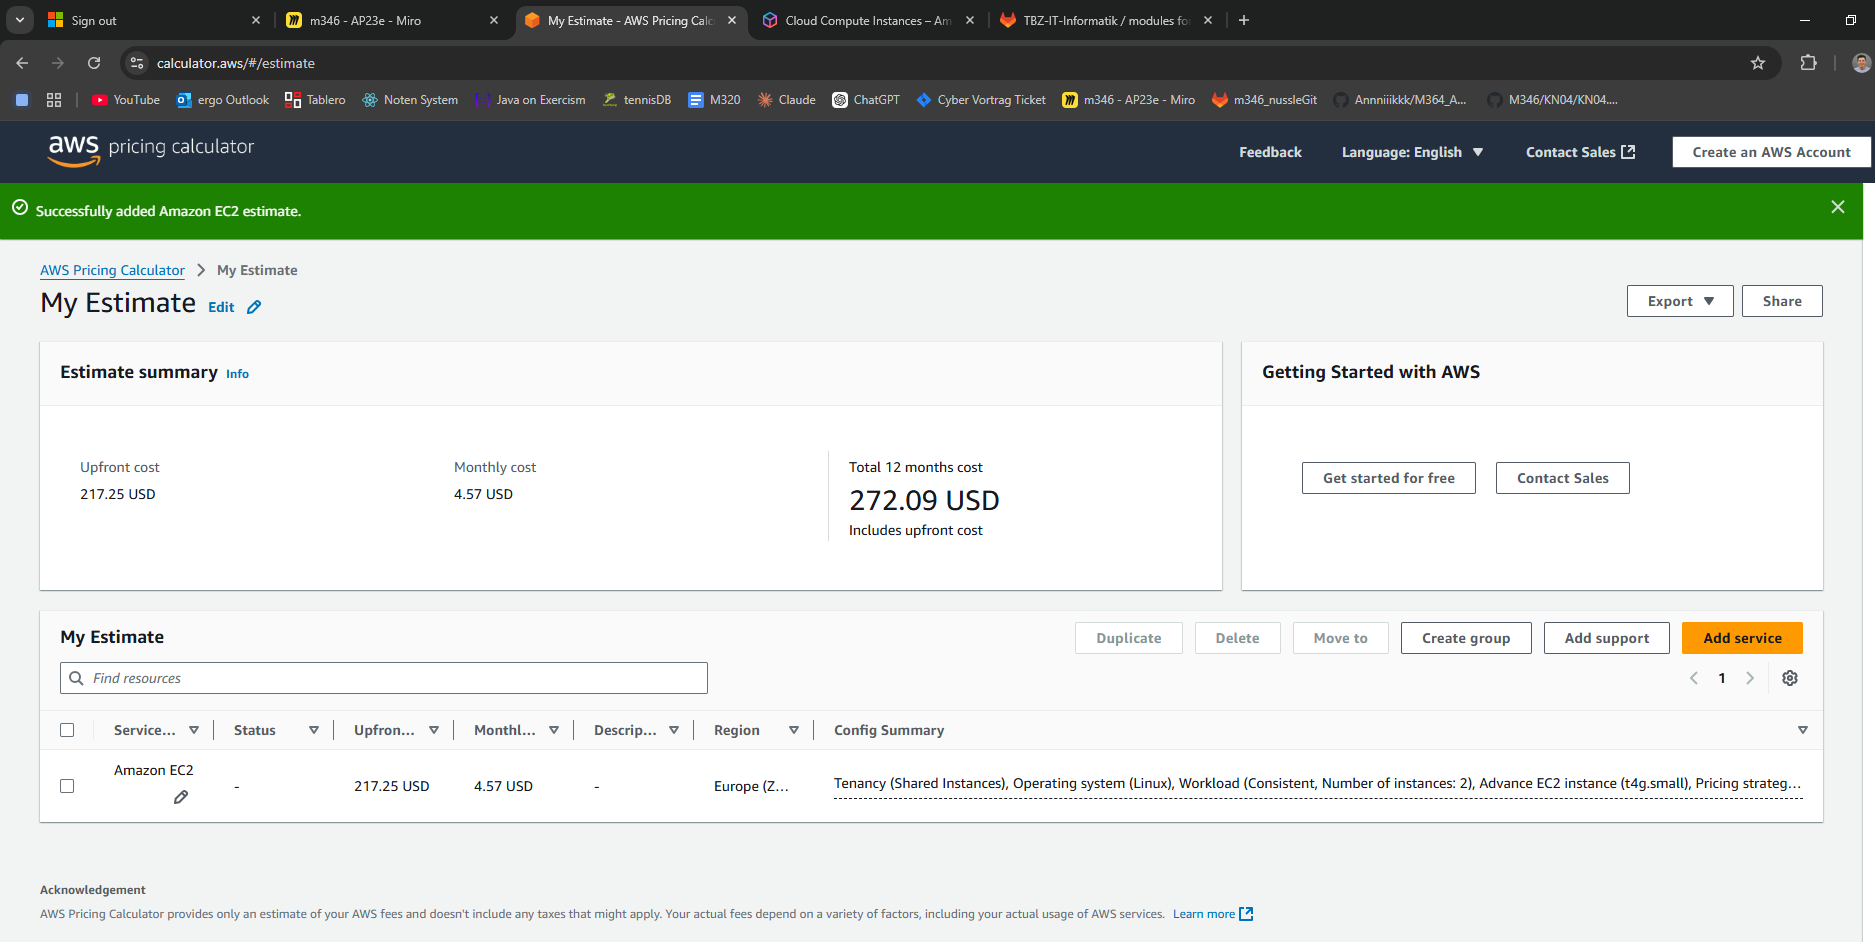 Sign out
m346 - AP23e - Miro
My Estimate - AWS Pricing Calc
Cloud Compute Instances – Am
TBZ-IT-Informatik / modules fo
calculator.aws/#/estimate
YouTube
ergo Outlook
Tablero
Noten System
Java on Exercism
tennisDB
M320
Claude
ChatGPT
Cyber Vortrag Ticket
m346 - AP23e - Miro
m346_nussleGit
Annniiikkk/M364_A...
M346/KN04/KN04....
aws pricing calculator
Feedback
Language: English
Contact Sales
Create an AWS Account
Successfully added Amazon EC2 estimate.
AWS Pricing Calculator
My Estimate
My Estimate
Edit
Export
Share
Estimate summary
Info
Getting Started with AWS
Upfront cost
217.25 USD
Monthly cost
4.57 USD
Total 12 months cost
272.09 USD
Includes upfront cost
Get started for free
Contact Sales
My Estimate
Duplicate
Delete
Move to
Create group
Add support
Add service
Find resources
1
Service...
Status
Upfron...
Monthl...
Descrip...
Region
Config Summary
Amazon EC2
-
217.25 USD
4.57 USD
-
Europe (Z...
Tenancy (Shared Instances), Operating system (Linux), Workload (Consistent, Number of instances: 2), Advance EC2 instance (t4g.small), Pricing strateg...
Acknowledgement
AWS Pricing Calculator provides only an estimate of your AWS fees and doesn't include any taxes that might apply. Your actual fees depend on a variety of factors, including your actual usage of AWS services. Learn more